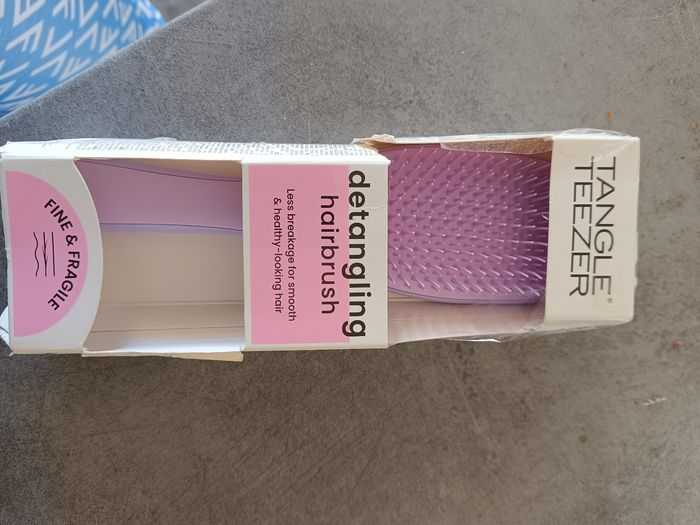 TANGLE
TEEZER®
detangling
hairbrush
Less breakage for smooth
& healthy-looking hair
FINE & FRAGILE